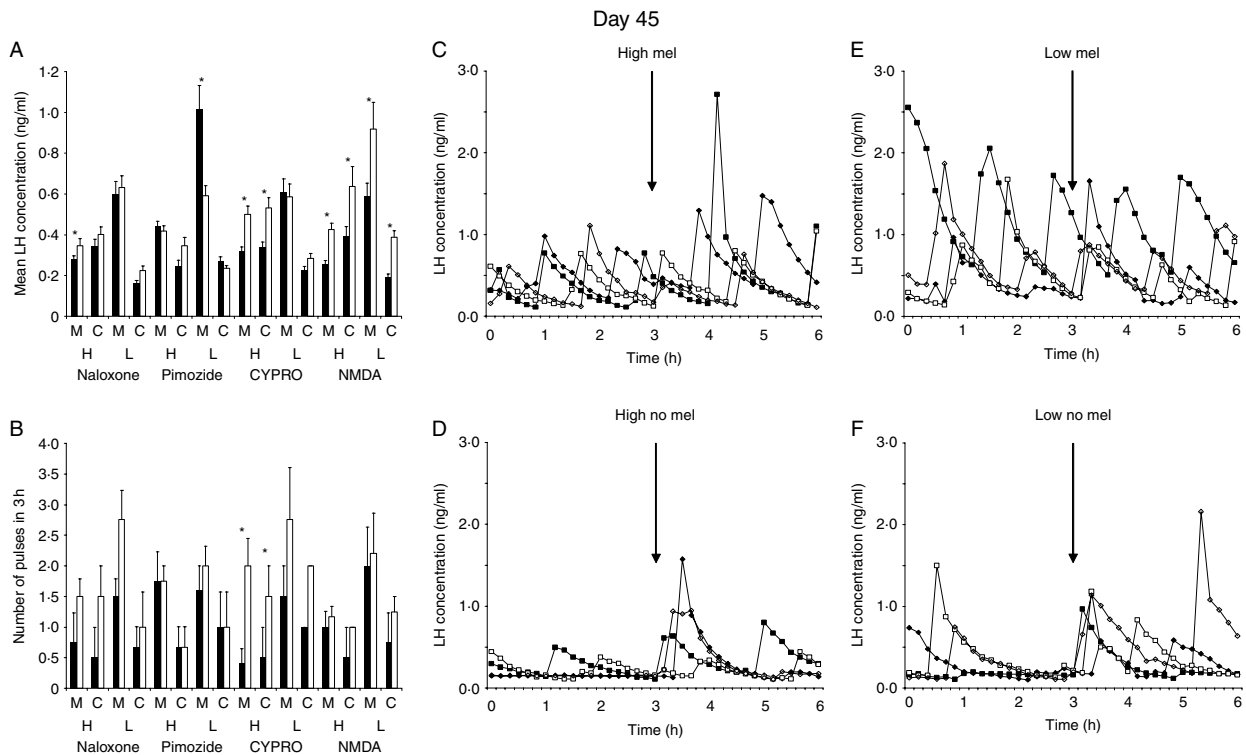 Day 45
A
Mean LH concentration (ng/ml)
1·2
1·0
0·8
0·6
0·4
0·2
0
* * * * * * * *
M C M C M C M C M C M C M C M C
H L H L H L H L
Naloxone Pimozide CYPRO NMDA
B
Number of pulses in 3 h
4·0
3·5
3·0
2·5
2·0
1·5
1·0
0·5
0
* *
M C M C M C M C M C M C M C M C
H L H L H L H L
Naloxone Pimozide CYPRO NMDA
C
High mel
LH concentration (ng/ml)
3·0
2·0
1·0
0·0
0 1 2 3 4 5 6
Time (h)
E
Low mel
LH concentration (ng/ml)
3·0
2·0
1·0
0·0
0 1 2 3 4 5 6
Time (h)
D
High no mel
LH concentration (ng/ml)
3·0
2·0
1·0
0·0
0 1 2 3 4 5 6
Time (h)
F
Low no mel
LH concentration (ng/ml)
3·0
2·0
1·0
0·0
0 1 2 3 4 5 6
Time (h)